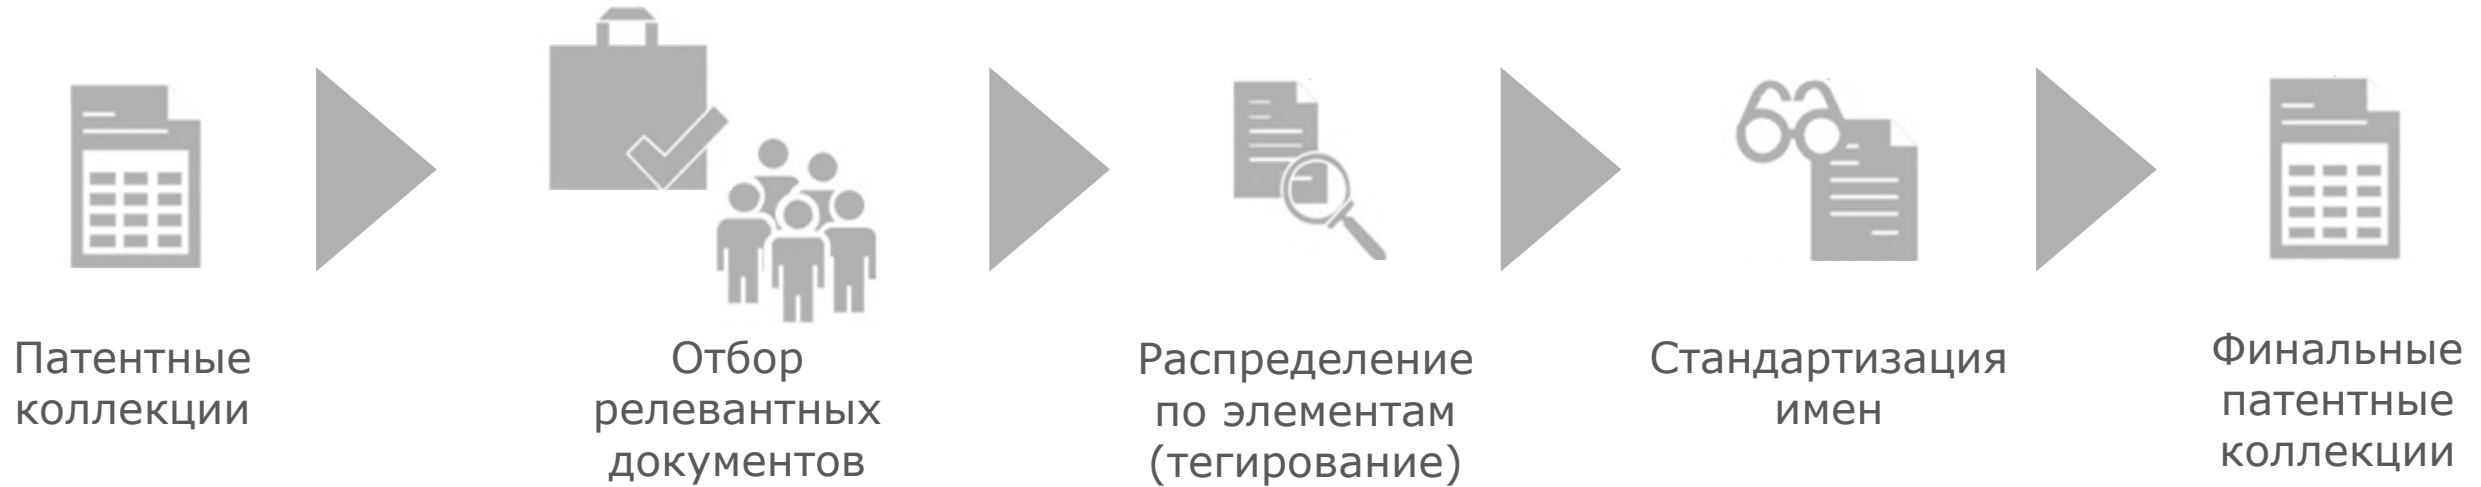 Патентные
коллекции
Отбор
релевантных
документов
Распределение
по элементам
(тегирование)
Стандартизация
имен
Финальные
патентные
коллекции